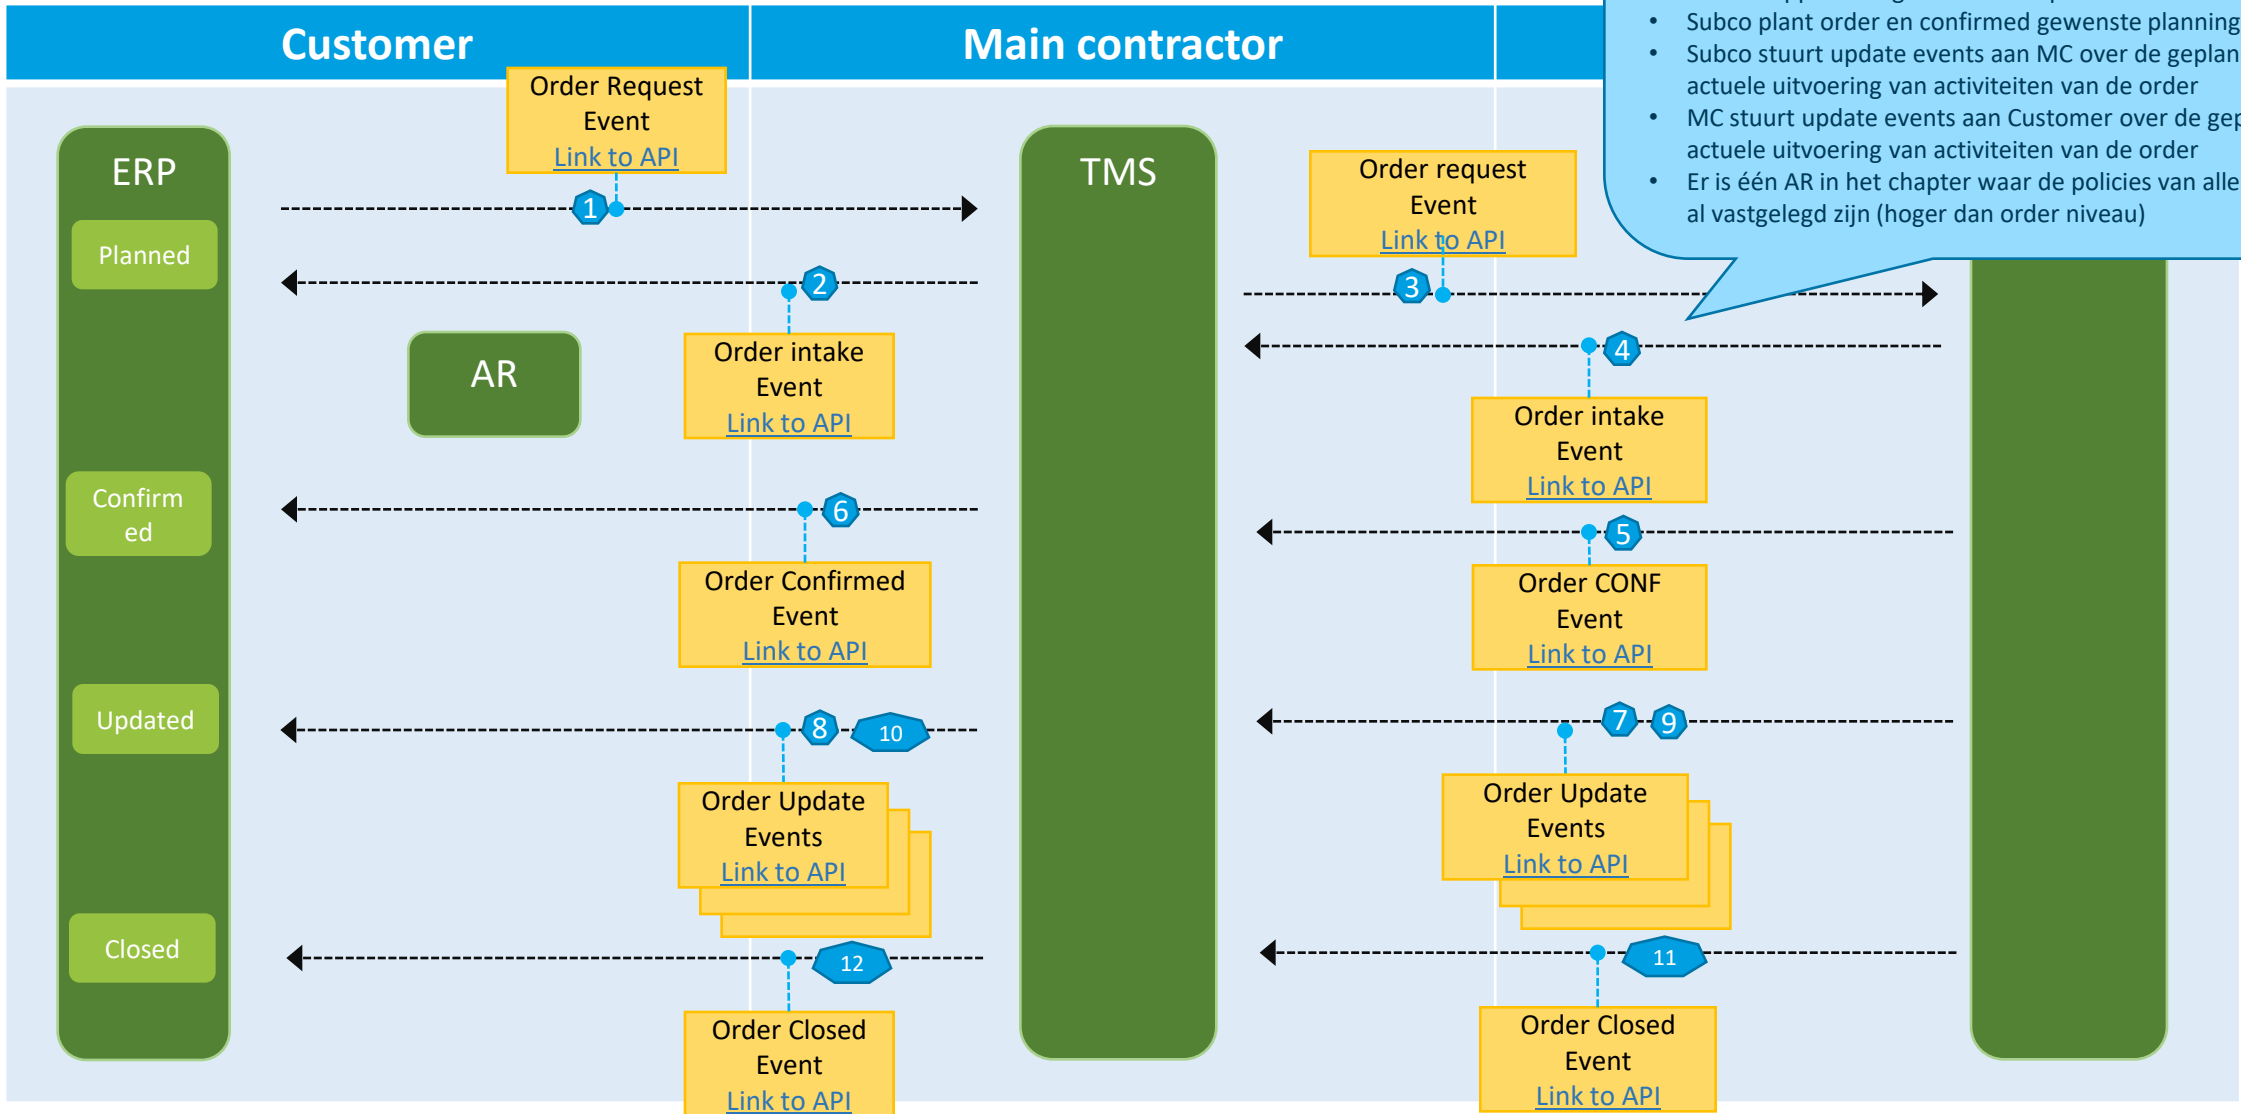 Customer
Main contractor
• Subco plant order en confirmed gewenste planning
• Subco stuurt update events aan MC over de geplan
actuele uitvoering van activiteiten van de order
• MC stuurt update events aan Customer over de gep
actuele uitvoering van activiteiten van de order
• Er is één AR in het chapter waar de policies van alle
al vastgelegd zijn (hoger dan order niveau)
Order Request
Event
Link to API
ERP
TMS
Order request
Event
Link to API
1
Planned
2
3
4
Order intake
Event
Link to API
AR
Order intake
Event
Link to API
Confirm
ed
6
5
Order Confirmed
Event
Link to API
Order CONF
Event
Link to API
Updated
8
10
7
9
Order Update
Events
Link to API
Order Update
Events
Link to API
Closed
12
11
Order Closed
Event
Link to API
Order Closed
Event
Link to API